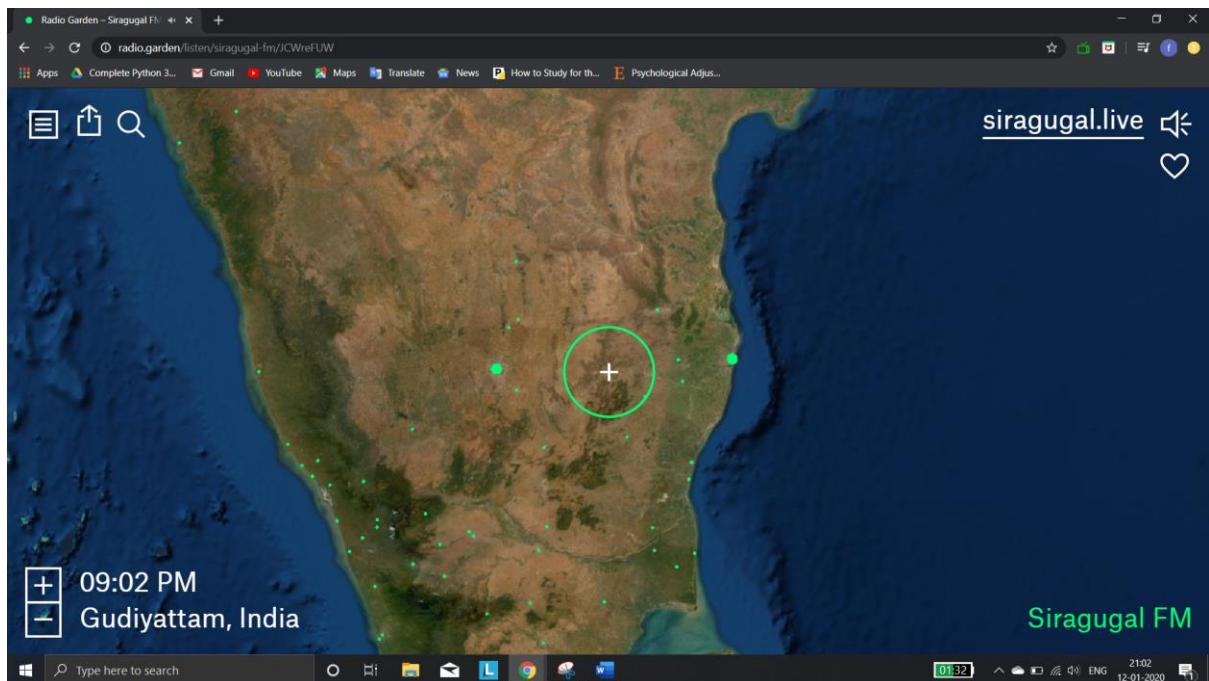 Radio Garden – Siragugal FM
radio.garden/listen/siragugal-fm/JCWreFUW
Apps Complete Python 3... Gmail YouTube Maps Translate News How to Study for th... Psychological Adjus...
siragugal.live
09:02 PM
Gudiyattam, India
Siragugal FM
Type here to search
01:32 ENG 21:02
12-01-2020